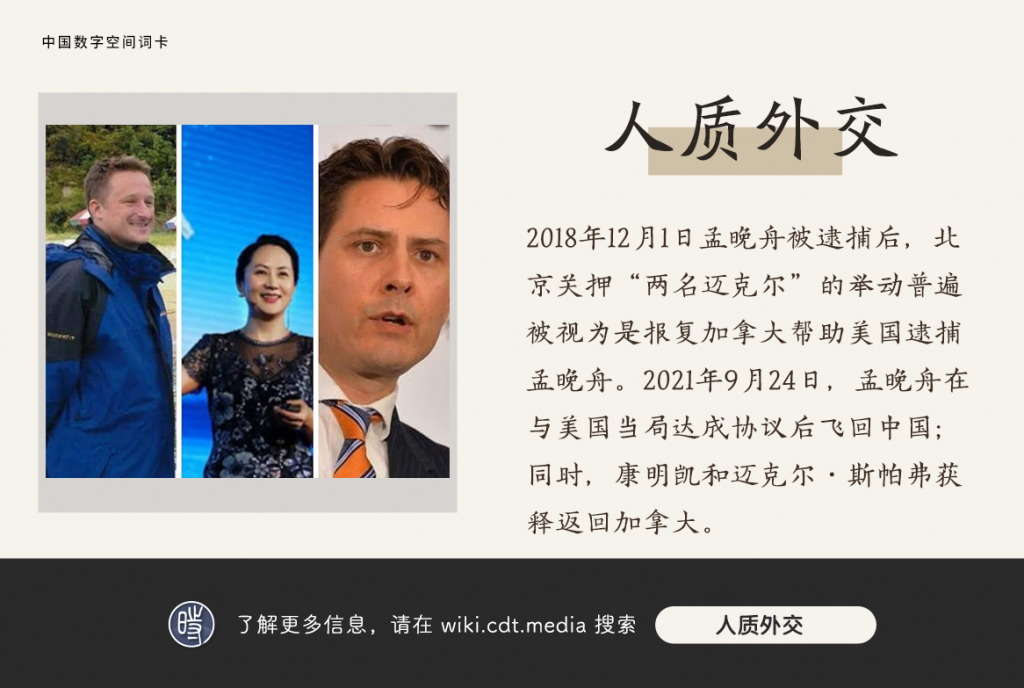 中国数字空间词卡
人质外交
2018年12月1日孟晚舟被逮捕后，北
京关押“两名迈克尔”的举动普遍
被视为是报复加拿大帮助美国逮捕
孟晚舟。2021年9月24日，孟晚舟在
与美国当局达成协议后飞回中国；
同时，康明凯和迈克尔·斯帕弗获
释返回加拿大。
了解更多信息，请在 wiki.cdt.media 搜索
人质外交